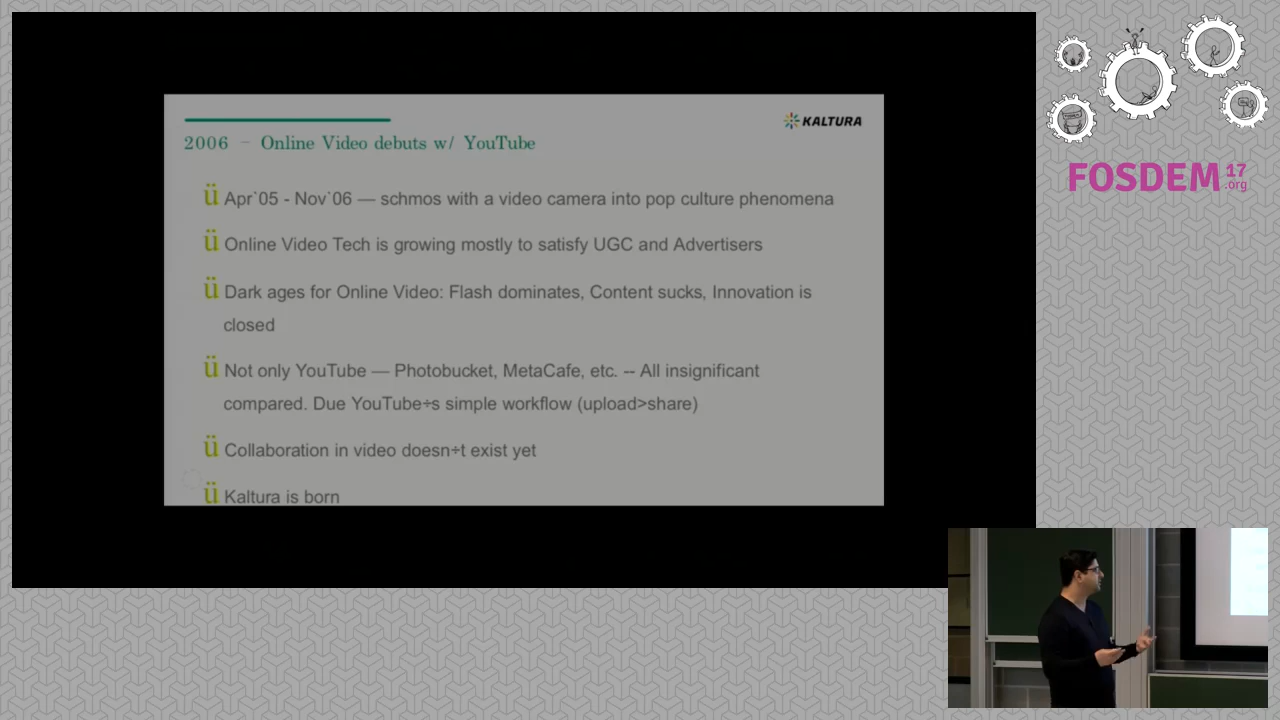 KALTURA
2006 – Online Video debuts w/ YouTube
ü Apr`05 - Nov`06 — schmos with a video camera into pop culture phenomena
ü Online Video Tech is growing mostly to satisfy UGC and Advertisers
ü Dark ages for Online Video: Flash dominates, Content sucks, Innovation is
closed
ü Not only YouTube — Photobucket, MetaCafe, etc. -- All insignificant
compared. Due YouTube÷s simple workflow (upload>share)
ü Collaboration in video doesn÷t exist yet
ü Kaltura is born
FOSDEM 17
.org